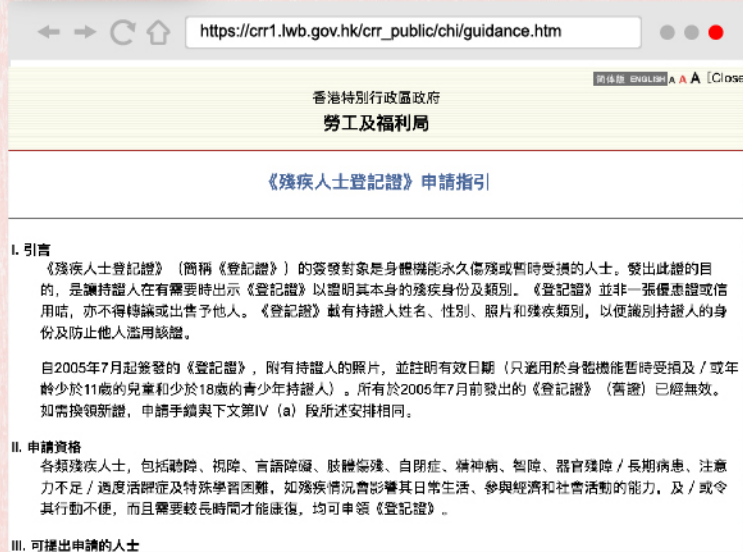 https://crr1.lwb.gov.hk/crr_public/chi/guidance.htm
简体版 ENGLISH A A A [Close
香港特別行政區政府
勞工及福利局
《殘疾人士登記證》申請指引
I. 引言
《殘疾人士登記證》（簡稱《登記證》）的簽發對象是身體機能永久傷殘或暫時受損的人士。發出此證的目
的，是讓持證人在有需要時出示《登記證》以證明其本身的殘疾身份及類別。《登記證》並非一張優惠證或信
用咭，亦不得轉讓或出售予他人。《登記證》載有持證人姓名、性別、照片和殘疾類別，以便識別持證人的身
份及防止他人濫用該證。
自2005年7月起簽發的《登記證》，附有持證人的照片，並註明有效日期（只適用於身體機能暫時受損及 / 或年
齡少於11歲的兒童和少於18歲的青少年持證人）。所有於2005年7月前發出的《登記證》（舊證）已經無效。
如需換領新證，申請手續與下文第IV（a）段所述安排相同。
II. 申請資格
各類殘疾人士，包括聽障、視障、言語障礙、肢體傷殘、自閉症、精神病、智障、器官殘障 / 長期病患、注意
力不足 / 過度活躍症及特殊學習困難，如殘疾情況會影響其日常生活、參與經濟和社會活動的能力，及 / 或令
其行動不便，而且需要較長時間才能康復，均可申領《登記證》。
III. 可提出申請的人士